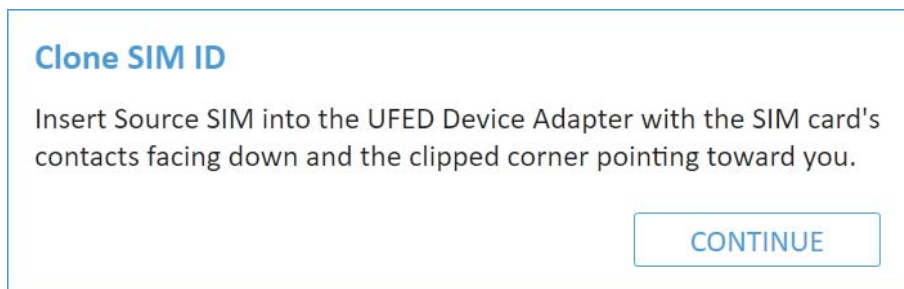 Clone SIM ID
Insert Source SIM into the UFED Device Adapter with the SIM card's
contacts facing down and the clipped corner pointing toward you.
CONTINUE